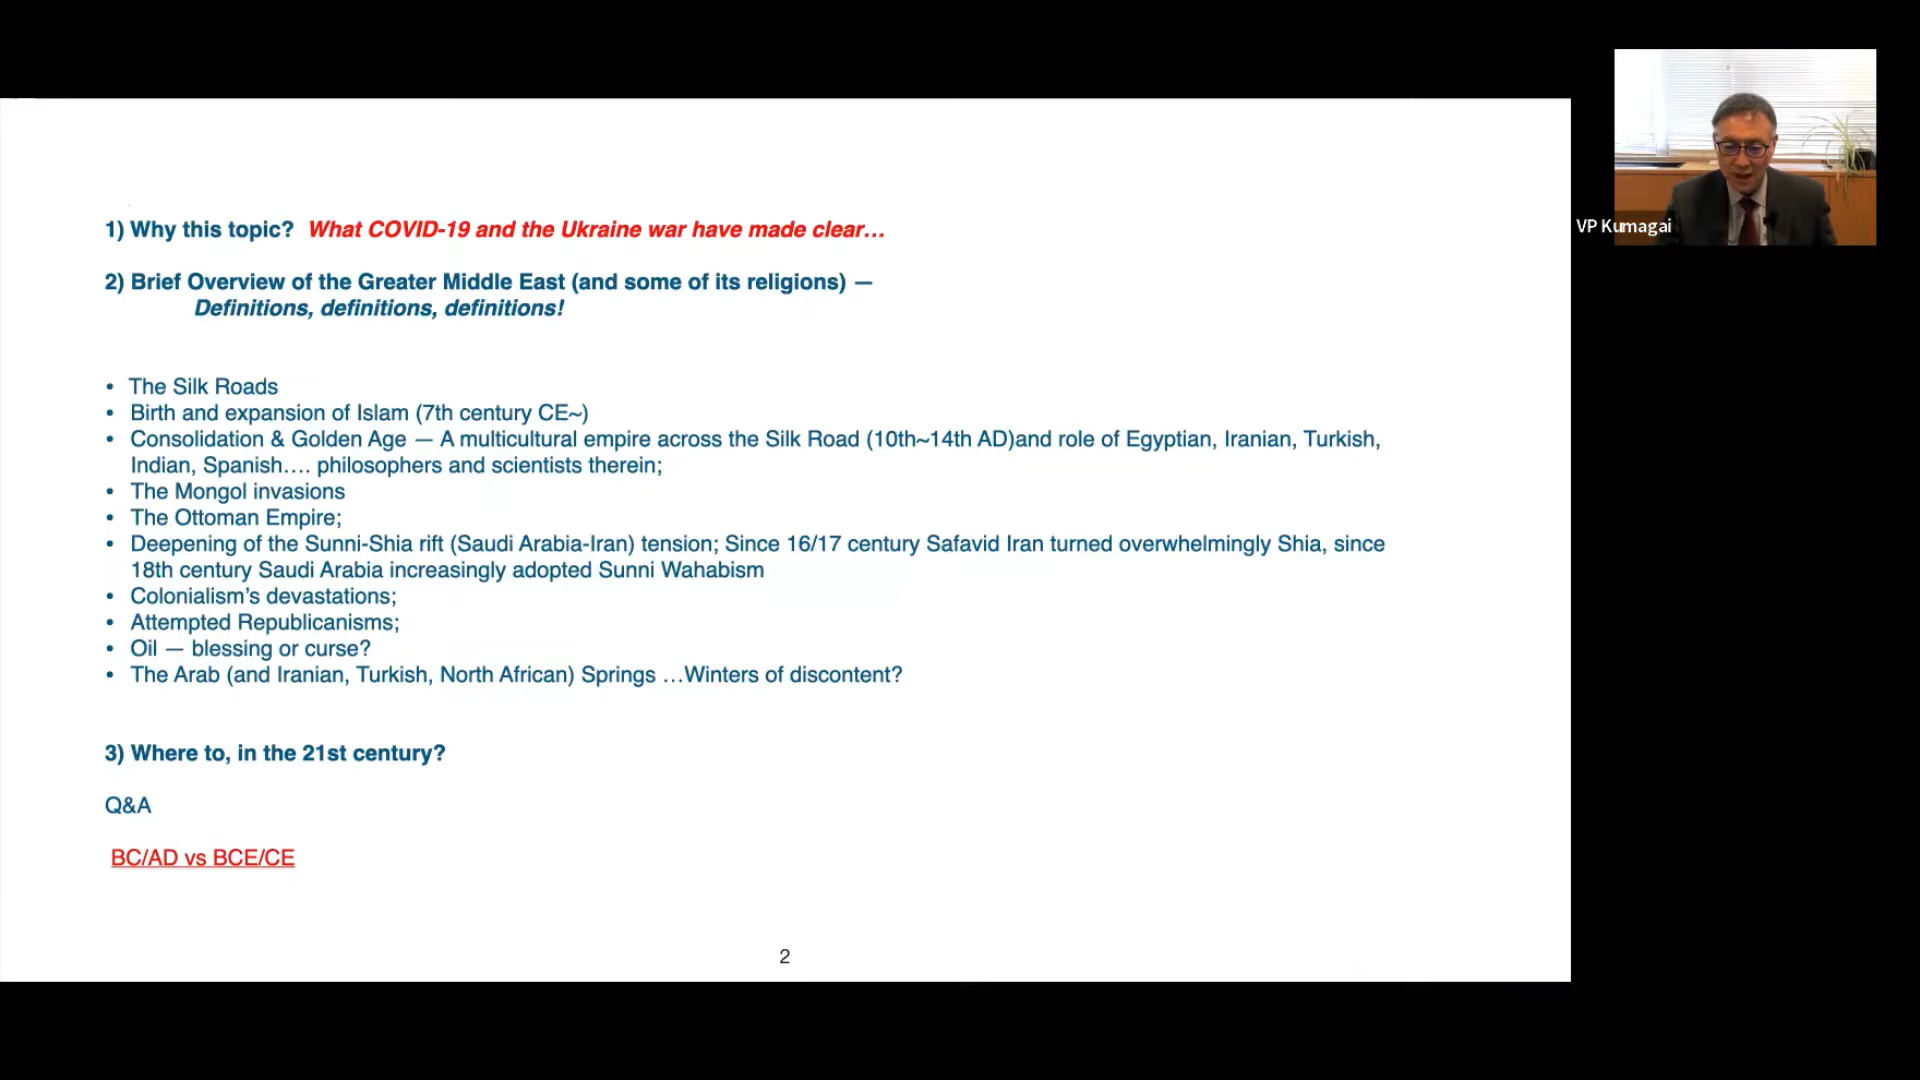 1) Why this topic? What COVID-19 and the Ukraine war have made clear...
2) Brief Overview of the Greater Middle East (and some of its religions) —
Definitions, definitions, definitions!
• The Silk Roads
• Birth and expansion of Islam (7th century CE~)
• Consolidation & Golden Age — A multicultural empire across the Silk Road (10th~14th AD)and role of Egyptian, Iranian, Turkish,
Indian, Spanish.... philosophers and scientists therein;
• The Mongol invasions
• The Ottoman Empire;
• Deepening of the Sunni-Shia rift (Saudi Arabia-Iran) tension; Since 16/17 century Safavid Iran turned overwhelmingly Shia, since
18th century Saudi Arabia increasingly adopted Sunni Wahabism
• Colonialism’s devastations;
• Attempted Republicanisms;
• Oil — blessing or curse?
• The Arab (and Iranian, Turkish, North African) Springs ...Winters of discontent?
3) Where to, in the 21st century?
Q&A
BC/AD vs BCE/CE
2
VP Kumagai